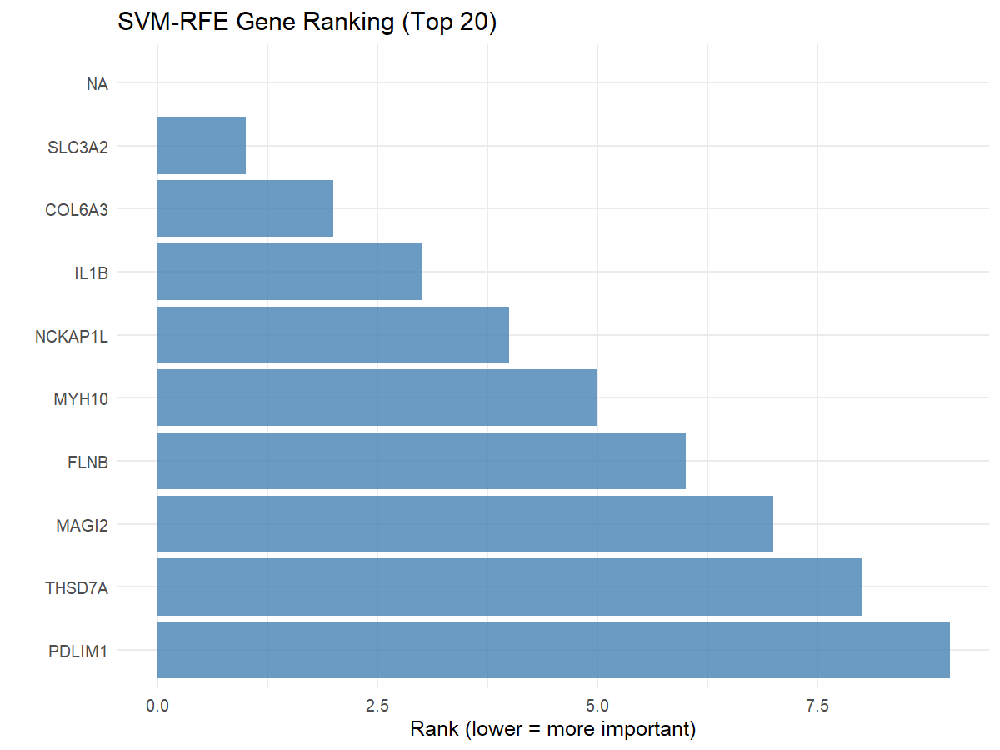 SVM-RFE Gene Ranking (Top 20)
NA
SLC3A2
COL6A3
IL1B
NCKAP1L
MYH10
FLNB
MAGI2
THSD7A
PDLIM1
0.0 2.5 5.0 7.5
Rank (lower = more important)